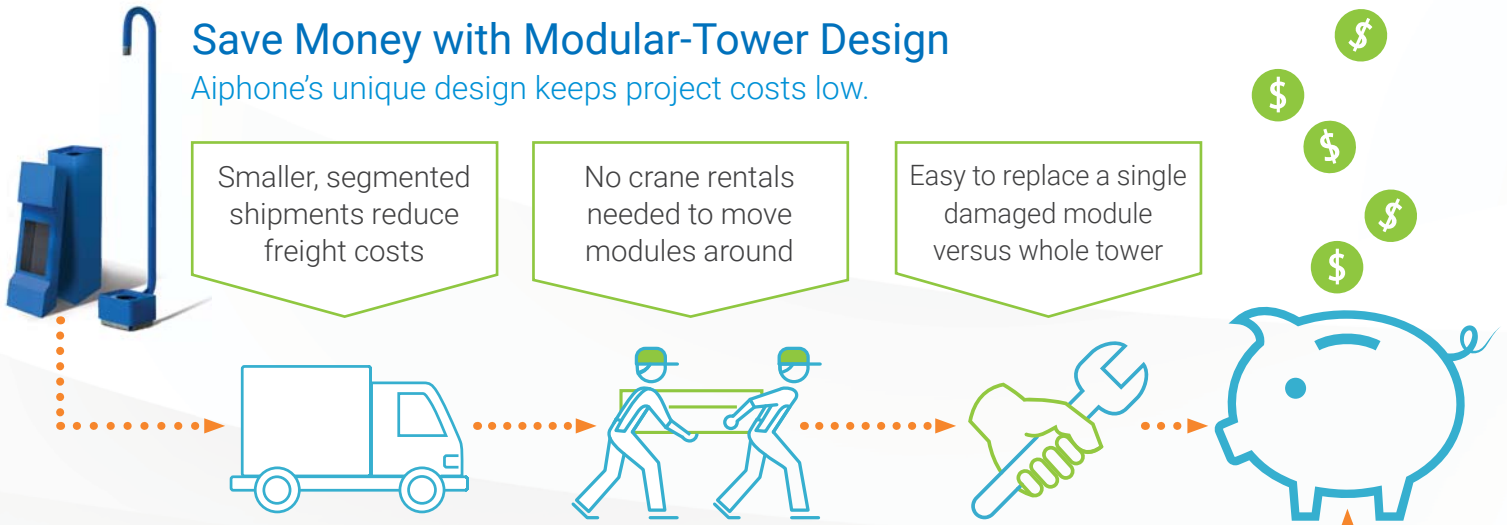 Save Money with Modular-Tower Design
Aiphone's unique design keeps project costs low.
Smaller, segmented
shipments reduce
freight costs
No crane rentals
needed to move
modules around
Easy to replace a single
damaged module
versus whole tower
$
$
$
$
$